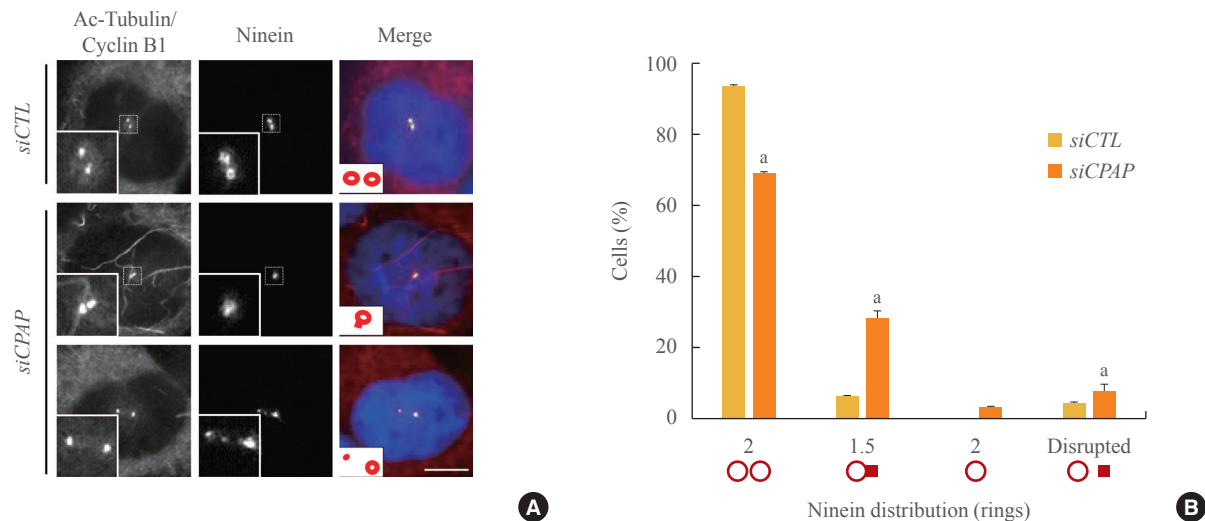 Ac-Tubulin/
Cyclin B1
Ninein
Merge
siCTL
siCPAP
A
100
80
60
40
20
0
Cells (%)
siCTL
siCPAP
a
a
a
2
1.5
2
Disrupted
Ninein distribution (rings)
B